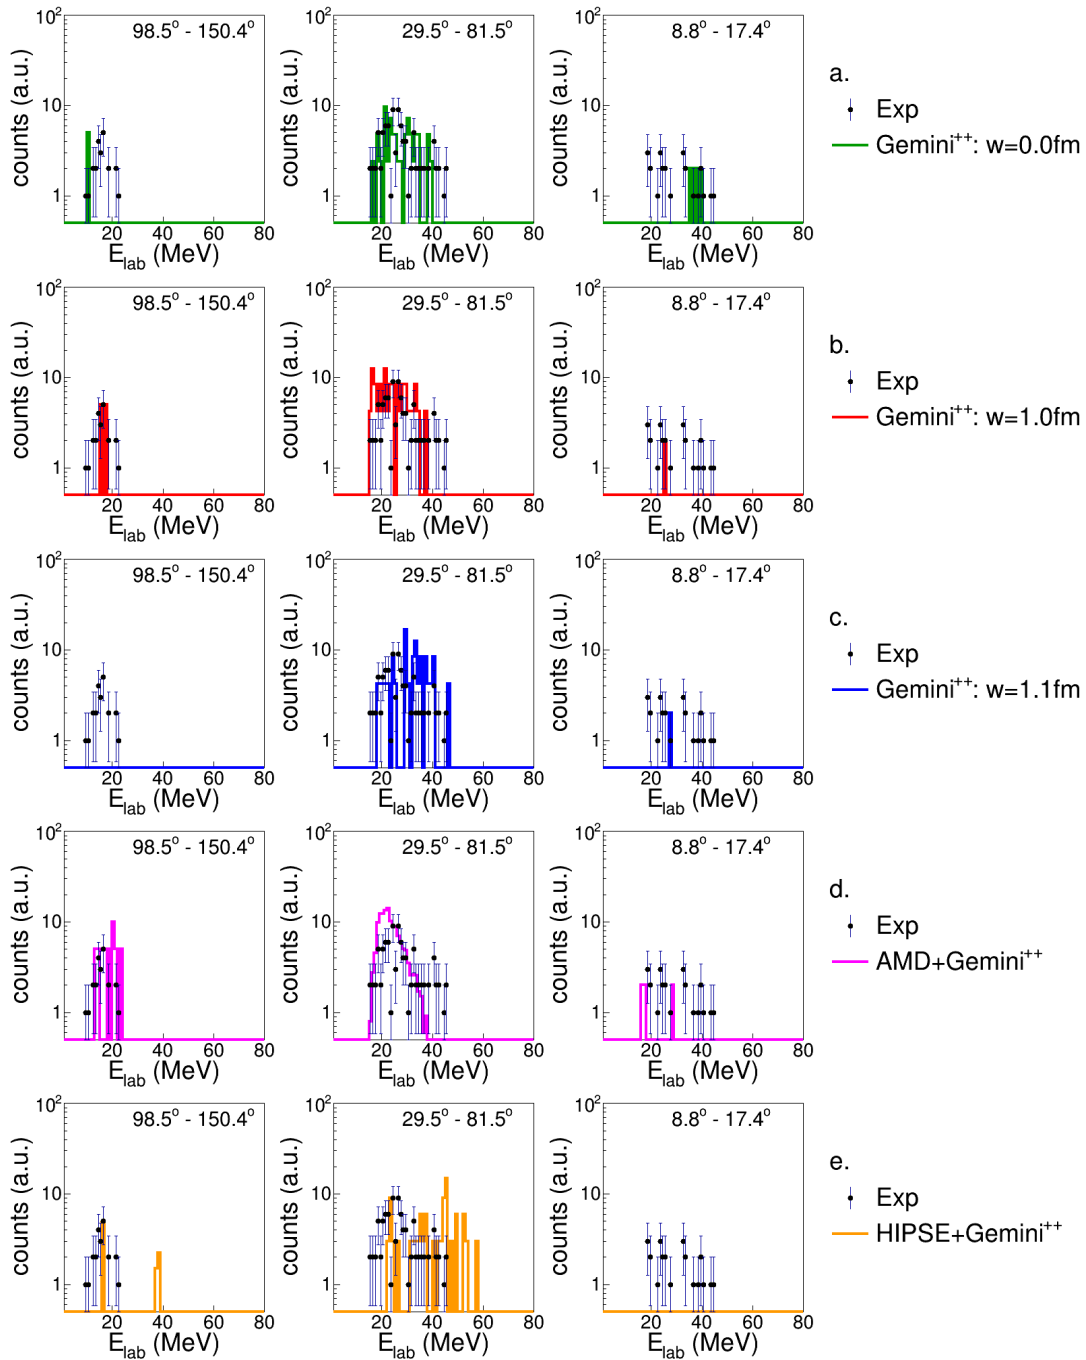 10²
98.5° - 150.4°
counts (a.u.)
10
1
20 40 60 80
E_lab (MeV)
10²
29.5° - 81.5°
counts (a.u.)
10
1
20 40 60 80
E_lab (MeV)
10²
8.8° - 17.4°
counts (a.u.)
10
1
20 40 60 80
E_lab (MeV)
a.
Exp
Gemini⁺⁺: w=0.0fm
10²
98.5° - 150.4°
counts (a.u.)
10
1
20 40 60 80
E_lab (MeV)
10²
29.5° - 81.5°
counts (a.u.)
10
1
20 40 60 80
E_lab (MeV)
10²
8.8° - 17.4°
counts (a.u.)
10
1
20 40 60 80
E_lab (MeV)
b.
Exp
Gemini⁺⁺: w=1.0fm
10²
98.5° - 150.4°
counts (a.u.)
10
1
20 40 60 80
E_lab (MeV)
10²
29.5° - 81.5°
counts (a.u.)
10
1
20 40 60 80
E_lab (MeV)
10²
8.8° - 17.4°
counts (a.u.)
10
1
20 40 60 80
E_lab (MeV)
c.
Exp
Gemini⁺⁺: w=1.1fm
10²
98.5° - 150.4°
counts (a.u.)
10
1
20 40 60 80
E_lab (MeV)
10²
29.5° - 81.5°
counts (a.u.)
10
1
20 40 60 80
E_lab (MeV)
10²
8.8° - 17.4°
counts (a.u.)
10
1
20 40 60 80
E_lab (MeV)
d.
Exp
AMD+Gemini⁺⁺
10²
98.5° - 150.4°
counts (a.u.)
10
1
20 40 60 80
E_lab (MeV)
10²
29.5° - 81.5°
counts (a.u.)
10
1
20 40 60 80
E_lab (MeV)
10²
8.8° - 17.4°
counts (a.u.)
10
1
20 40 60 80
E_lab (MeV)
e.
Exp
HIPSE+Gemini⁺⁺